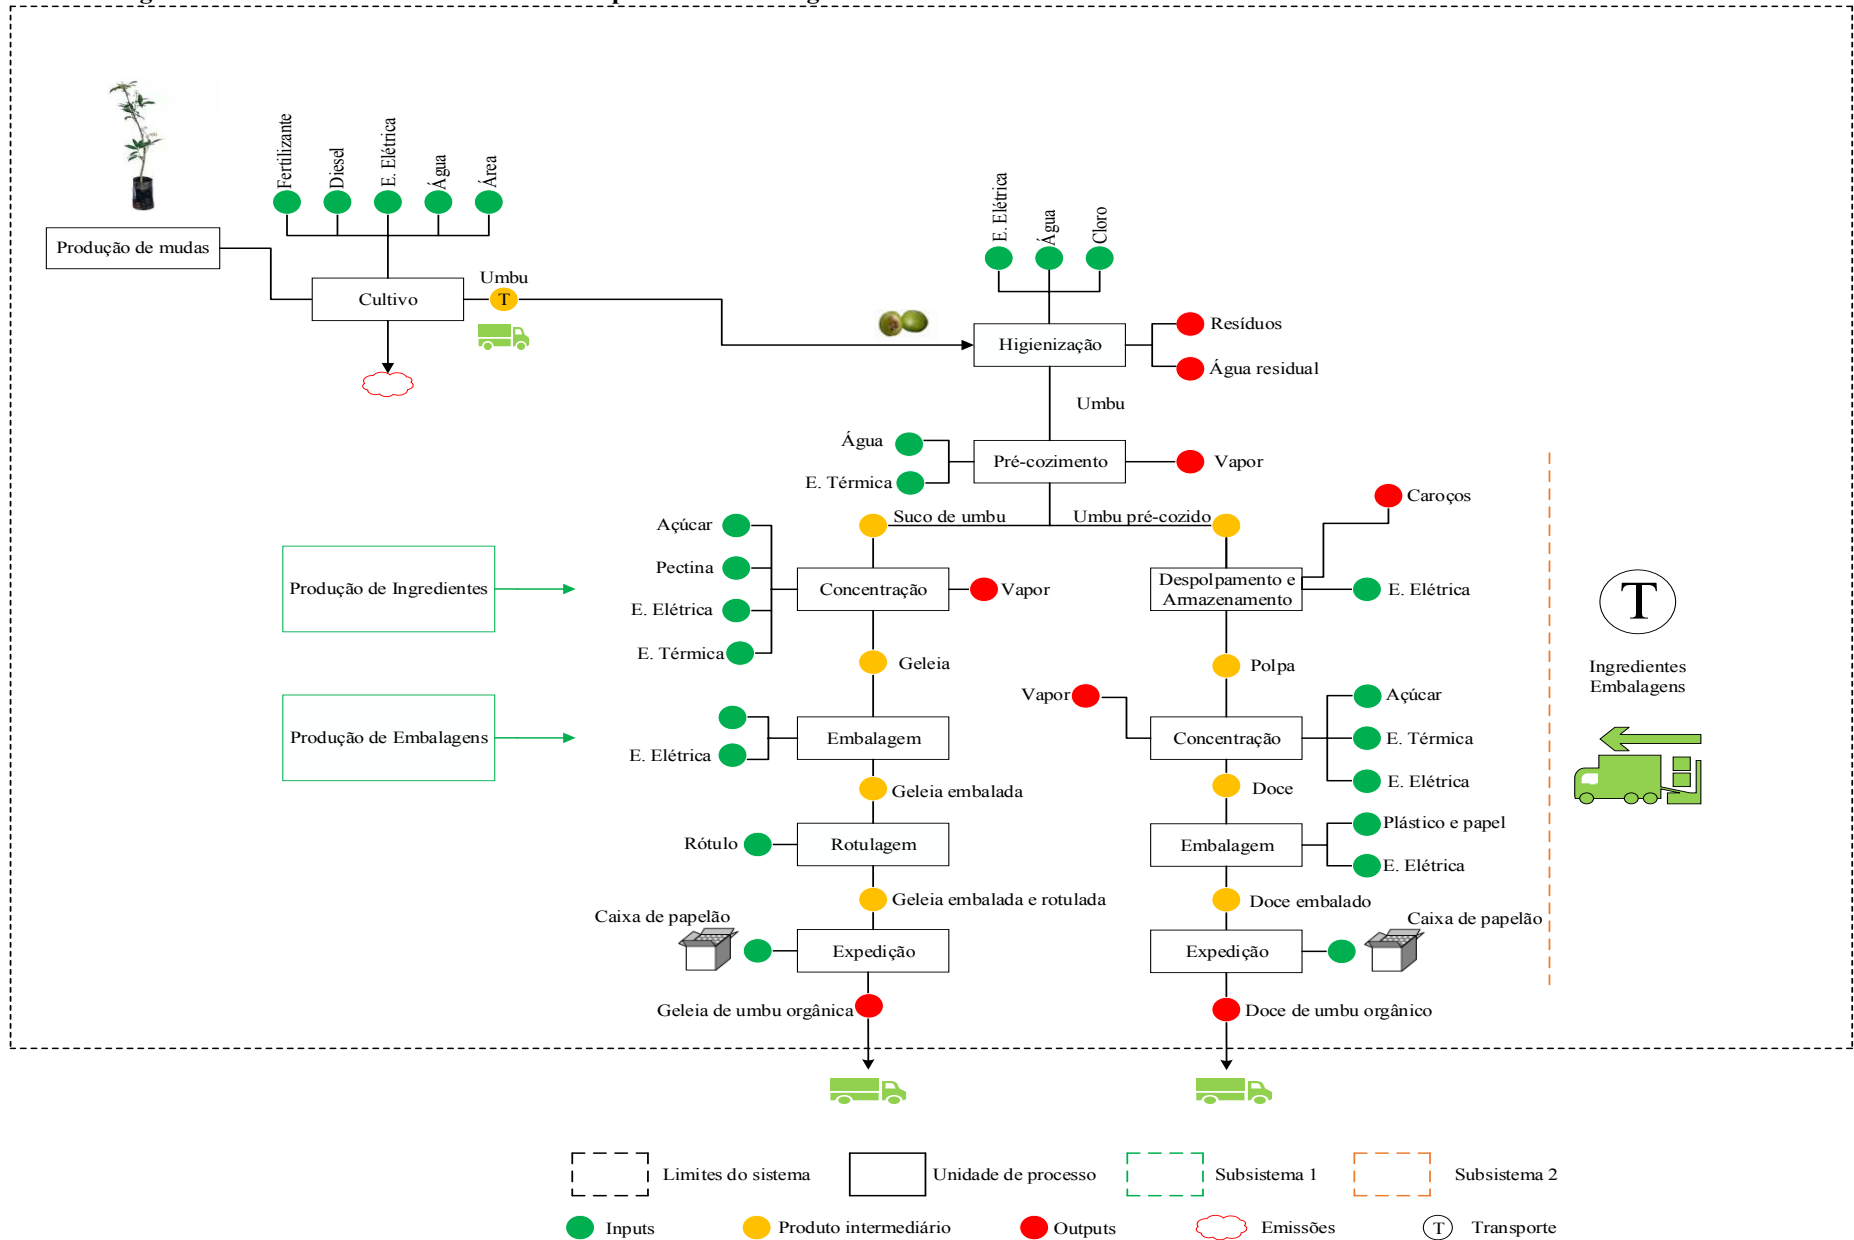 Fertilizante
Diesel
E. Elétrica
Água
Área
Produção de mudas
Cultivo
Umbu
T
E. Elétrica
Água
Cloro
Higienização
Resíduos
Água residual
Umbu
Água
E. Térmica
Pré-cozimento
Vapor
Suco de umbu
Umbu pré-cozido
Caroços
Açúcar
Pectina
E. Elétrica
E. Térmica
Produção de Ingredientes
Concentração
Vapor
Despolpamento e
Armazenamento
E. Elétrica
T
Ingredientes
Embalagens
Geleia
Polpa
Vapor
Açúcar
E. Térmica
E. Elétrica
Concentração
Produção de Embalagens
E. Elétrica
Embalagem
Geleia embalada
Doce
Rótulo
Rotulagem
Embalagem
Plástico e papel
E. Elétrica
Geleia embalada e rotulada
Doce embalado
Caixa de papelão
Expedição
Expedição
Caixa de papelão
Geleia de umbu orgânica
Doce de umbu orgânico
Limites do sistema
Unidade de processo
Subsistema 1
Subsistema 2
Inputs
Produto intermediário
Outputs
Emissões
T
Transporte